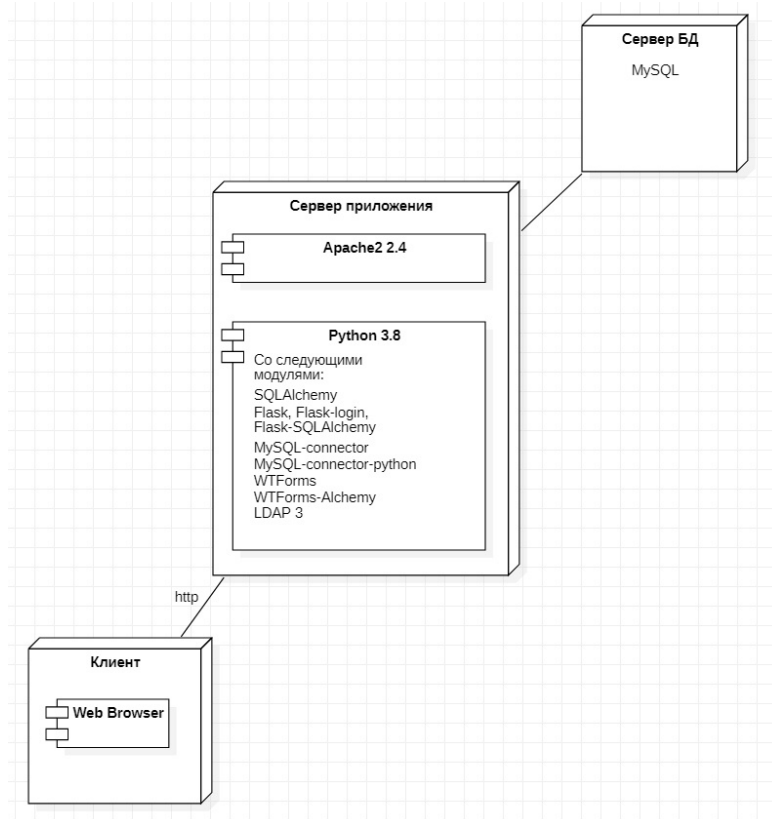 Сервер БД
MySQL
Сервер приложения
Apache2 2.4
Python 3.8
Со следующими
модулями:
SQLAlchemy
Flask, Flask-login,
Flask-SQLAlchemy
MySQL-connector
MySQL-connector-python
WTForms
WTForms-Alchemy
LDAP 3
http
Клиент
Web Browser